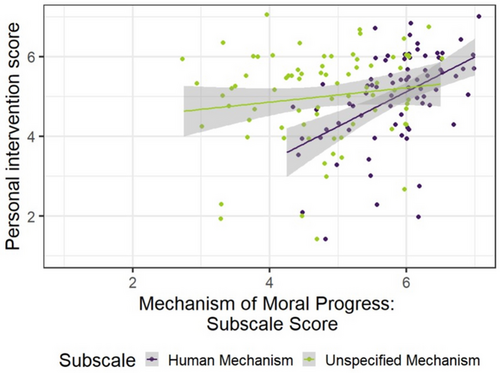 Personal intervention score
6
4
2
2
4
6
Mechanism of Moral Progress:
Subscale Score
Subscale
Human Mechanism
Unspecified Mechanism